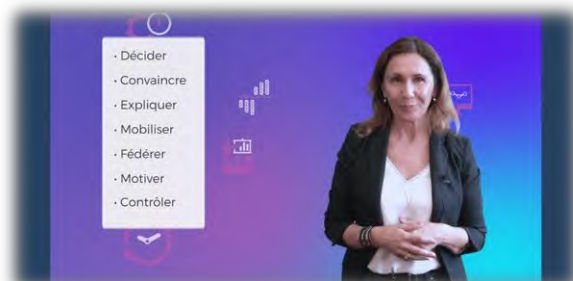 · Décider
· Convaincre
· Expliquer
· Mobiliser
· Fédérer
· Motiver
· Contrôler